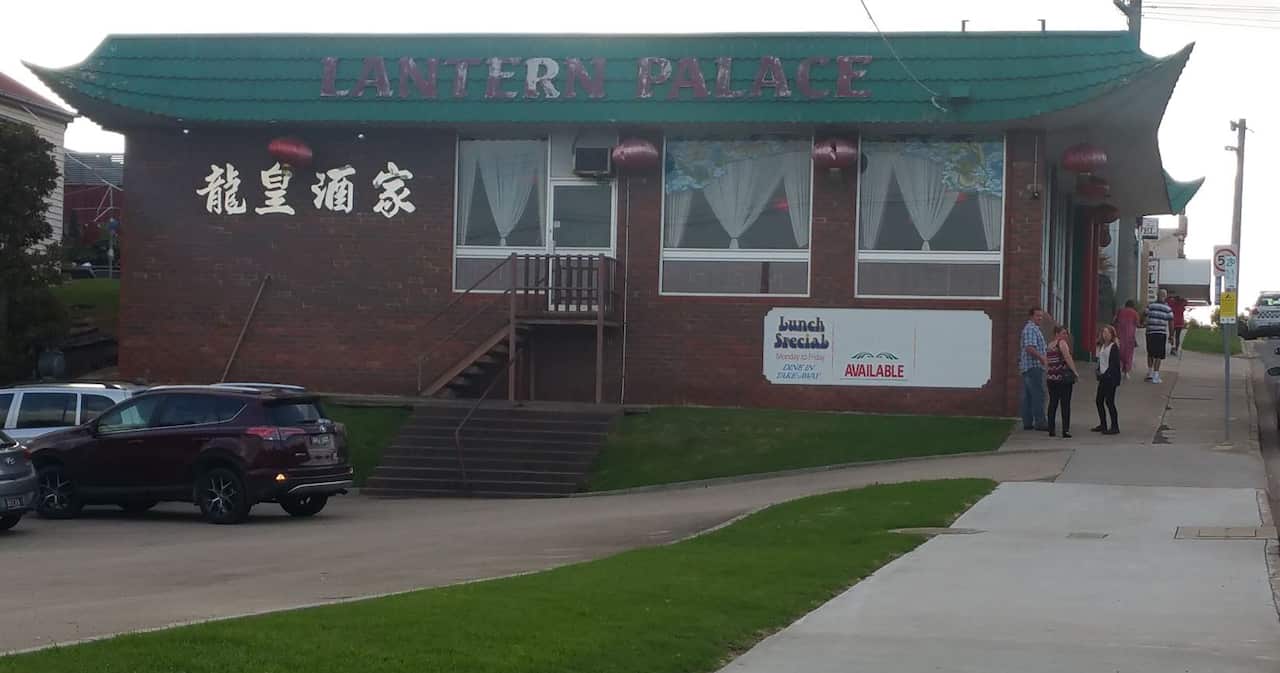 LANTERN PALACE
龍皇酒家
Lunch
Special
Monday to Friday
DINE IN
TAKE AWAY
AVAILABLE